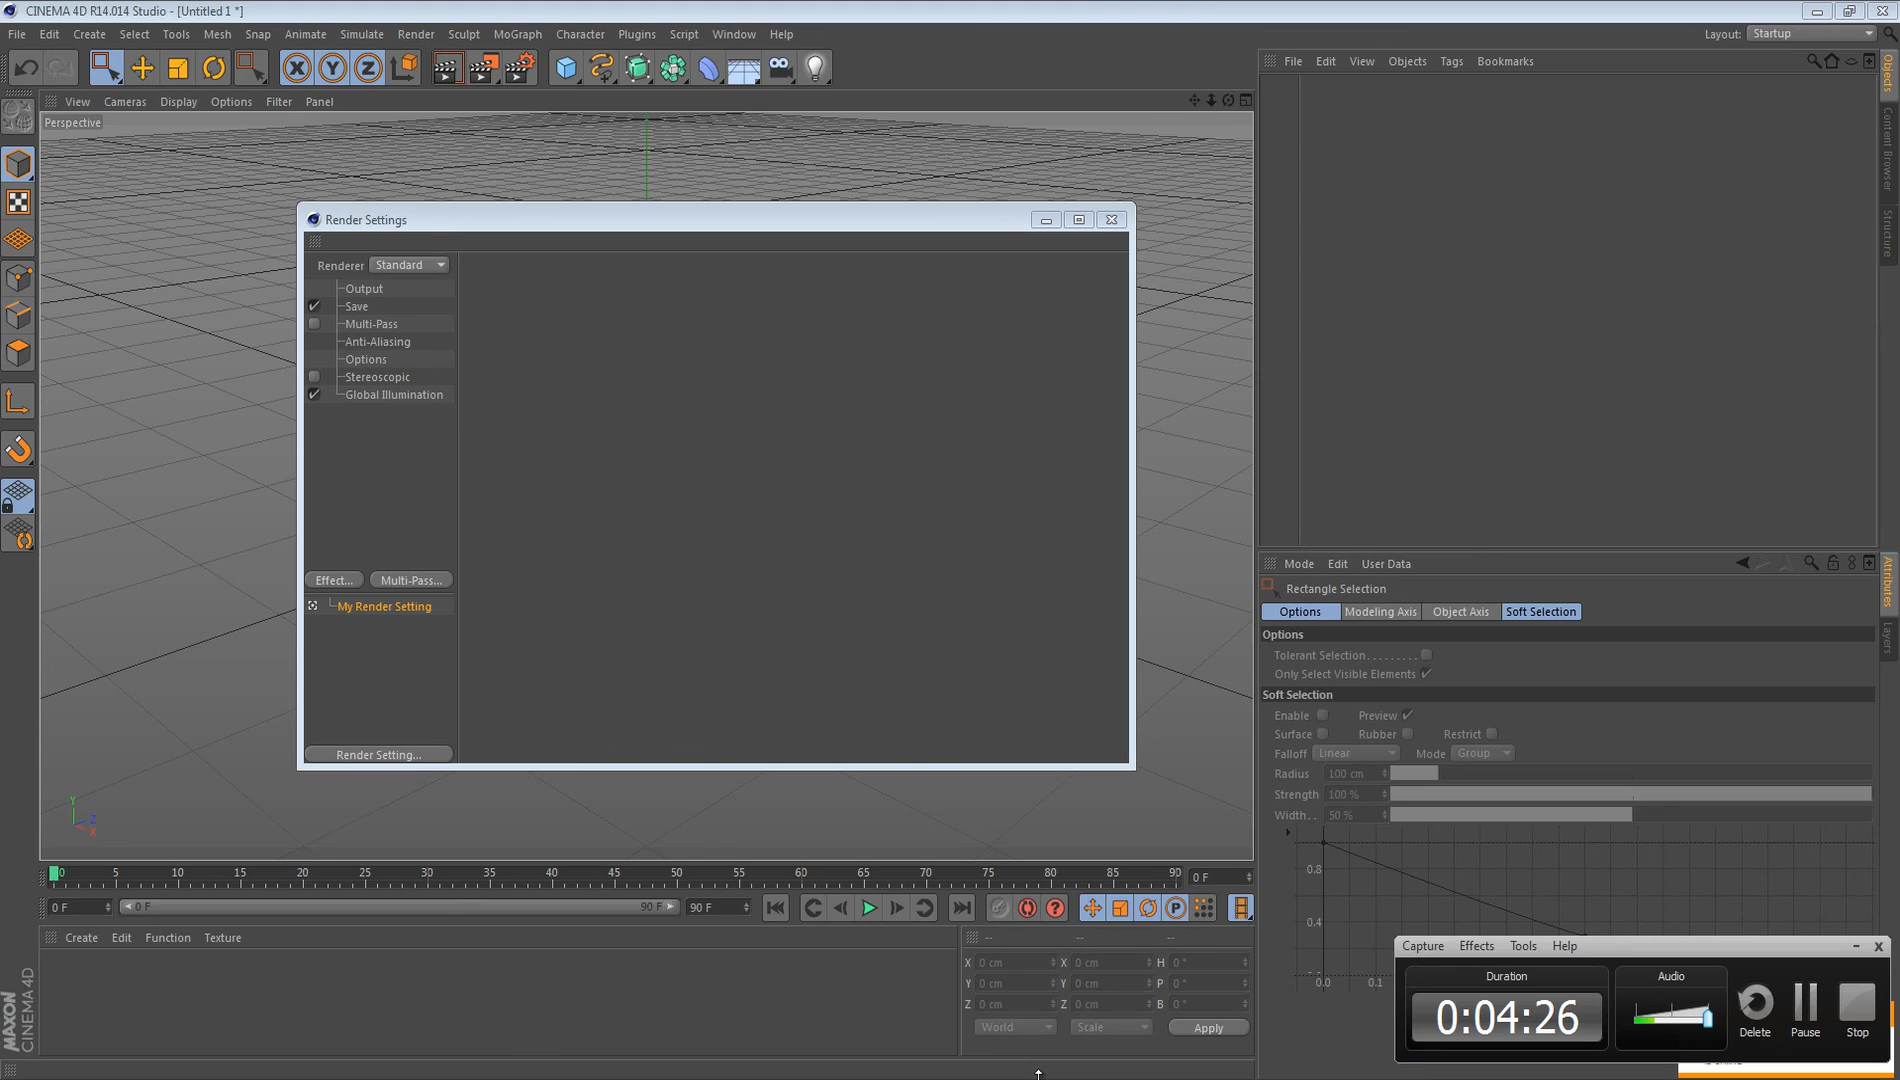 CINEMA 4D R14.014 Studio - [Untitled 1 *]
File Edit Create Select Tools Mesh Snap Animate Simulate Render Sculpt MoGraph Character Plugins Script Window Help Layout: Startup
X Y Z
File Edit View Objects Tags Bookmarks
Objects
Content Browser
Structure
View Cameras Display Options Filter Panel
Perspective
Render Settings
Renderer Standard
Output
Save
Multi-Pass
Anti-Aliasing
Options
Stereoscopic
Global Illumination
Effect... Multi-Pass...
My Render Setting
Render Setting...
Y
Z
X
Mode Edit User Data
Attributes
Layers
Rectangle Selection
Options Modeling Axis Object Axis Soft Selection
Options
Tolerant Selection
Only Select Visible Elements
Soft Selection
Enable Preview
Surface Rubber Restrict
Falloff Linear Mode Group
Radius 100 cm
Strength 100 %
Width.. 50 %
0.8
0.4
0.0 0.1
0 5 10 15 20 25 30 35 40 45 50 55 60 65 70 75 80 85 90 0 F
0 F 0 F 90 F 90 F
P
Create Edit Function Texture
-- -- --
X 0 cm X 0 cm H 0 °
Y 0 cm Y 0 cm P 0 °
Z 0 cm Z 0 cm B 0 °
World Scale Apply
MAXON
CINEMA 4D
Capture Effects Tools Help
Duration Audio
0:04:26
Delete Pause Stop